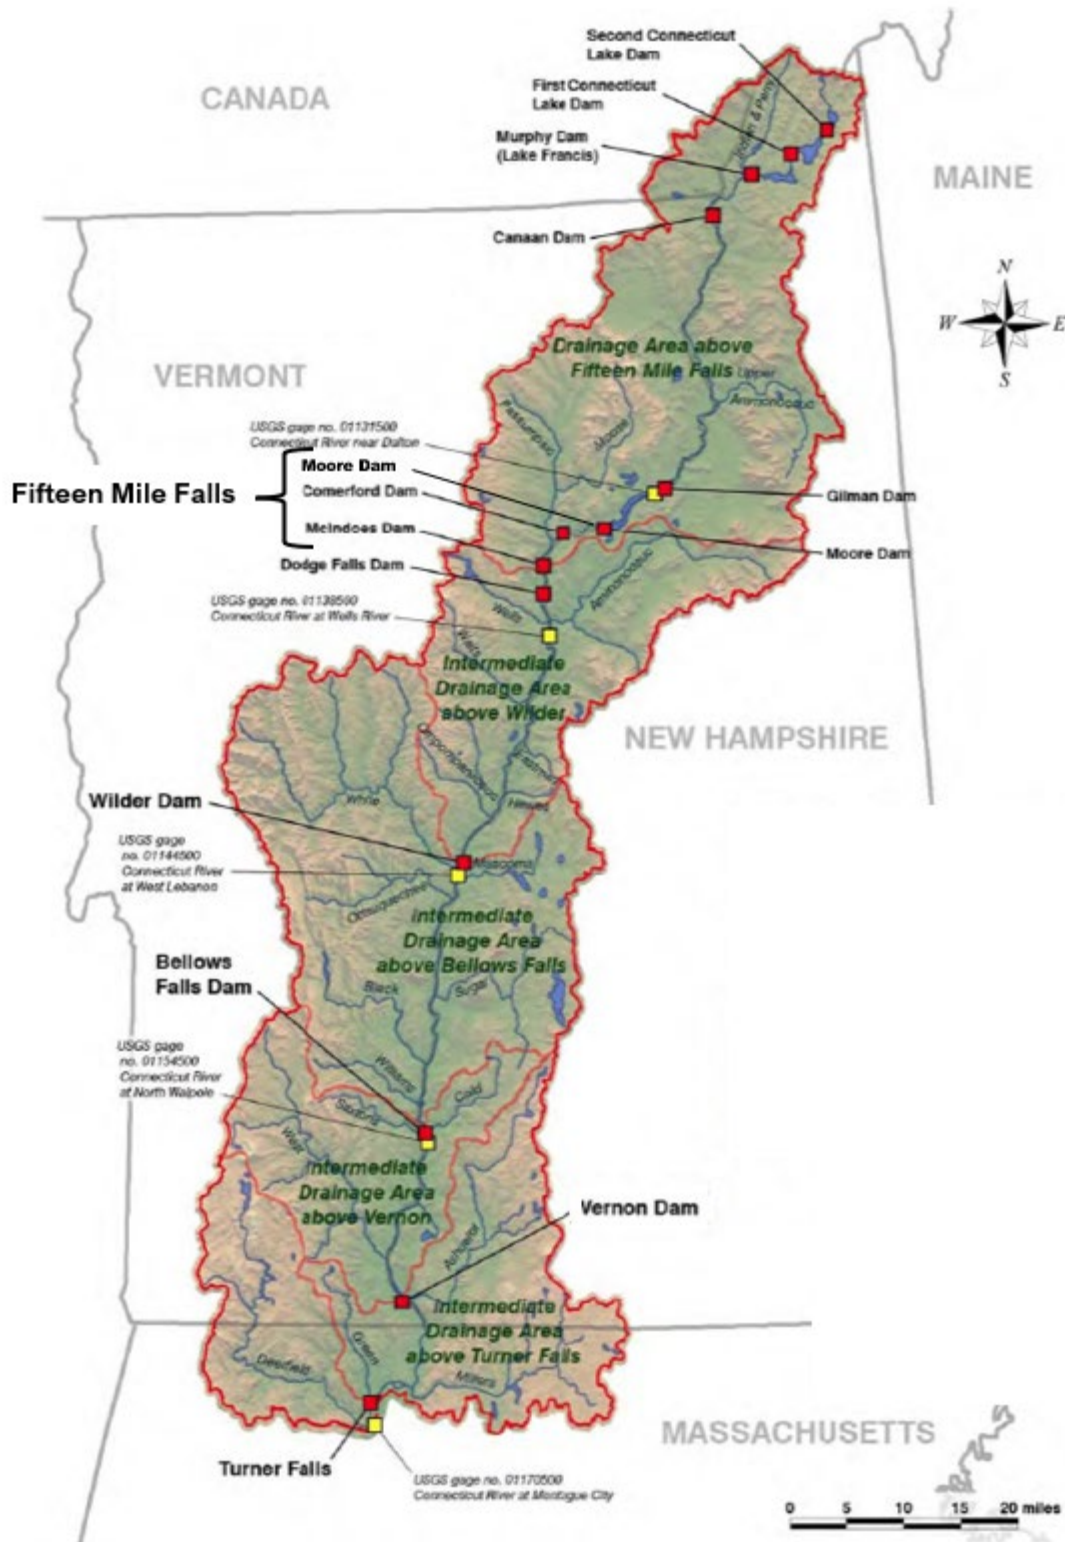 Second Connecticut
Lake Dam
First Connecticut
Lake Dam
Murphy Dam
(Lake Francis)
Indian & Perry
CANADA
MAINE
Canaan Dam
N
W
E
S
Drainage Area above
Fifteen Mile Falls
Upper
Ammonoosuc
VERMONT
Passumpsic
Moose
USGS gage no. 01131500
Connecticut River near Dalton
Moore Dam
Fifteen Mile Falls
Comerford Dam
McIndoes Dam
Dodge Falls Dam
Gilman Dam
Moore Dam
Ammonoosuc
USGS gage no. 01138500
Connecticut River at Wells River
Wells
Waits
Intermediate
Drainage Area
above Wilder
NEW HAMPSHIRE
Ompompanoosuc
Eastman
Hewes
White
Wilder Dam
USGS gage
no. 01144500
Connecticut River
at West Lebanon
Mascoma
Ottauquechee
Intermediate
Drainage Area
above Bellows Falls
Bellows
Falls Dam
Black
Sugar
USGS gage
no. 01154500
Connecticut River
at North Walpole
Williams
Cold
Saxtons
West
Intermediate
Drainage Area
above Vernon
Vernon Dam
Ashuelot
Intermediate
Drainage Area
above Turner Falls
Green
Deerfield
Millers
MASSACHUSETTS
Turner Falls
USGS gage no. 01170500
Connecticut River at Montague City
0 5 10 15 20 miles